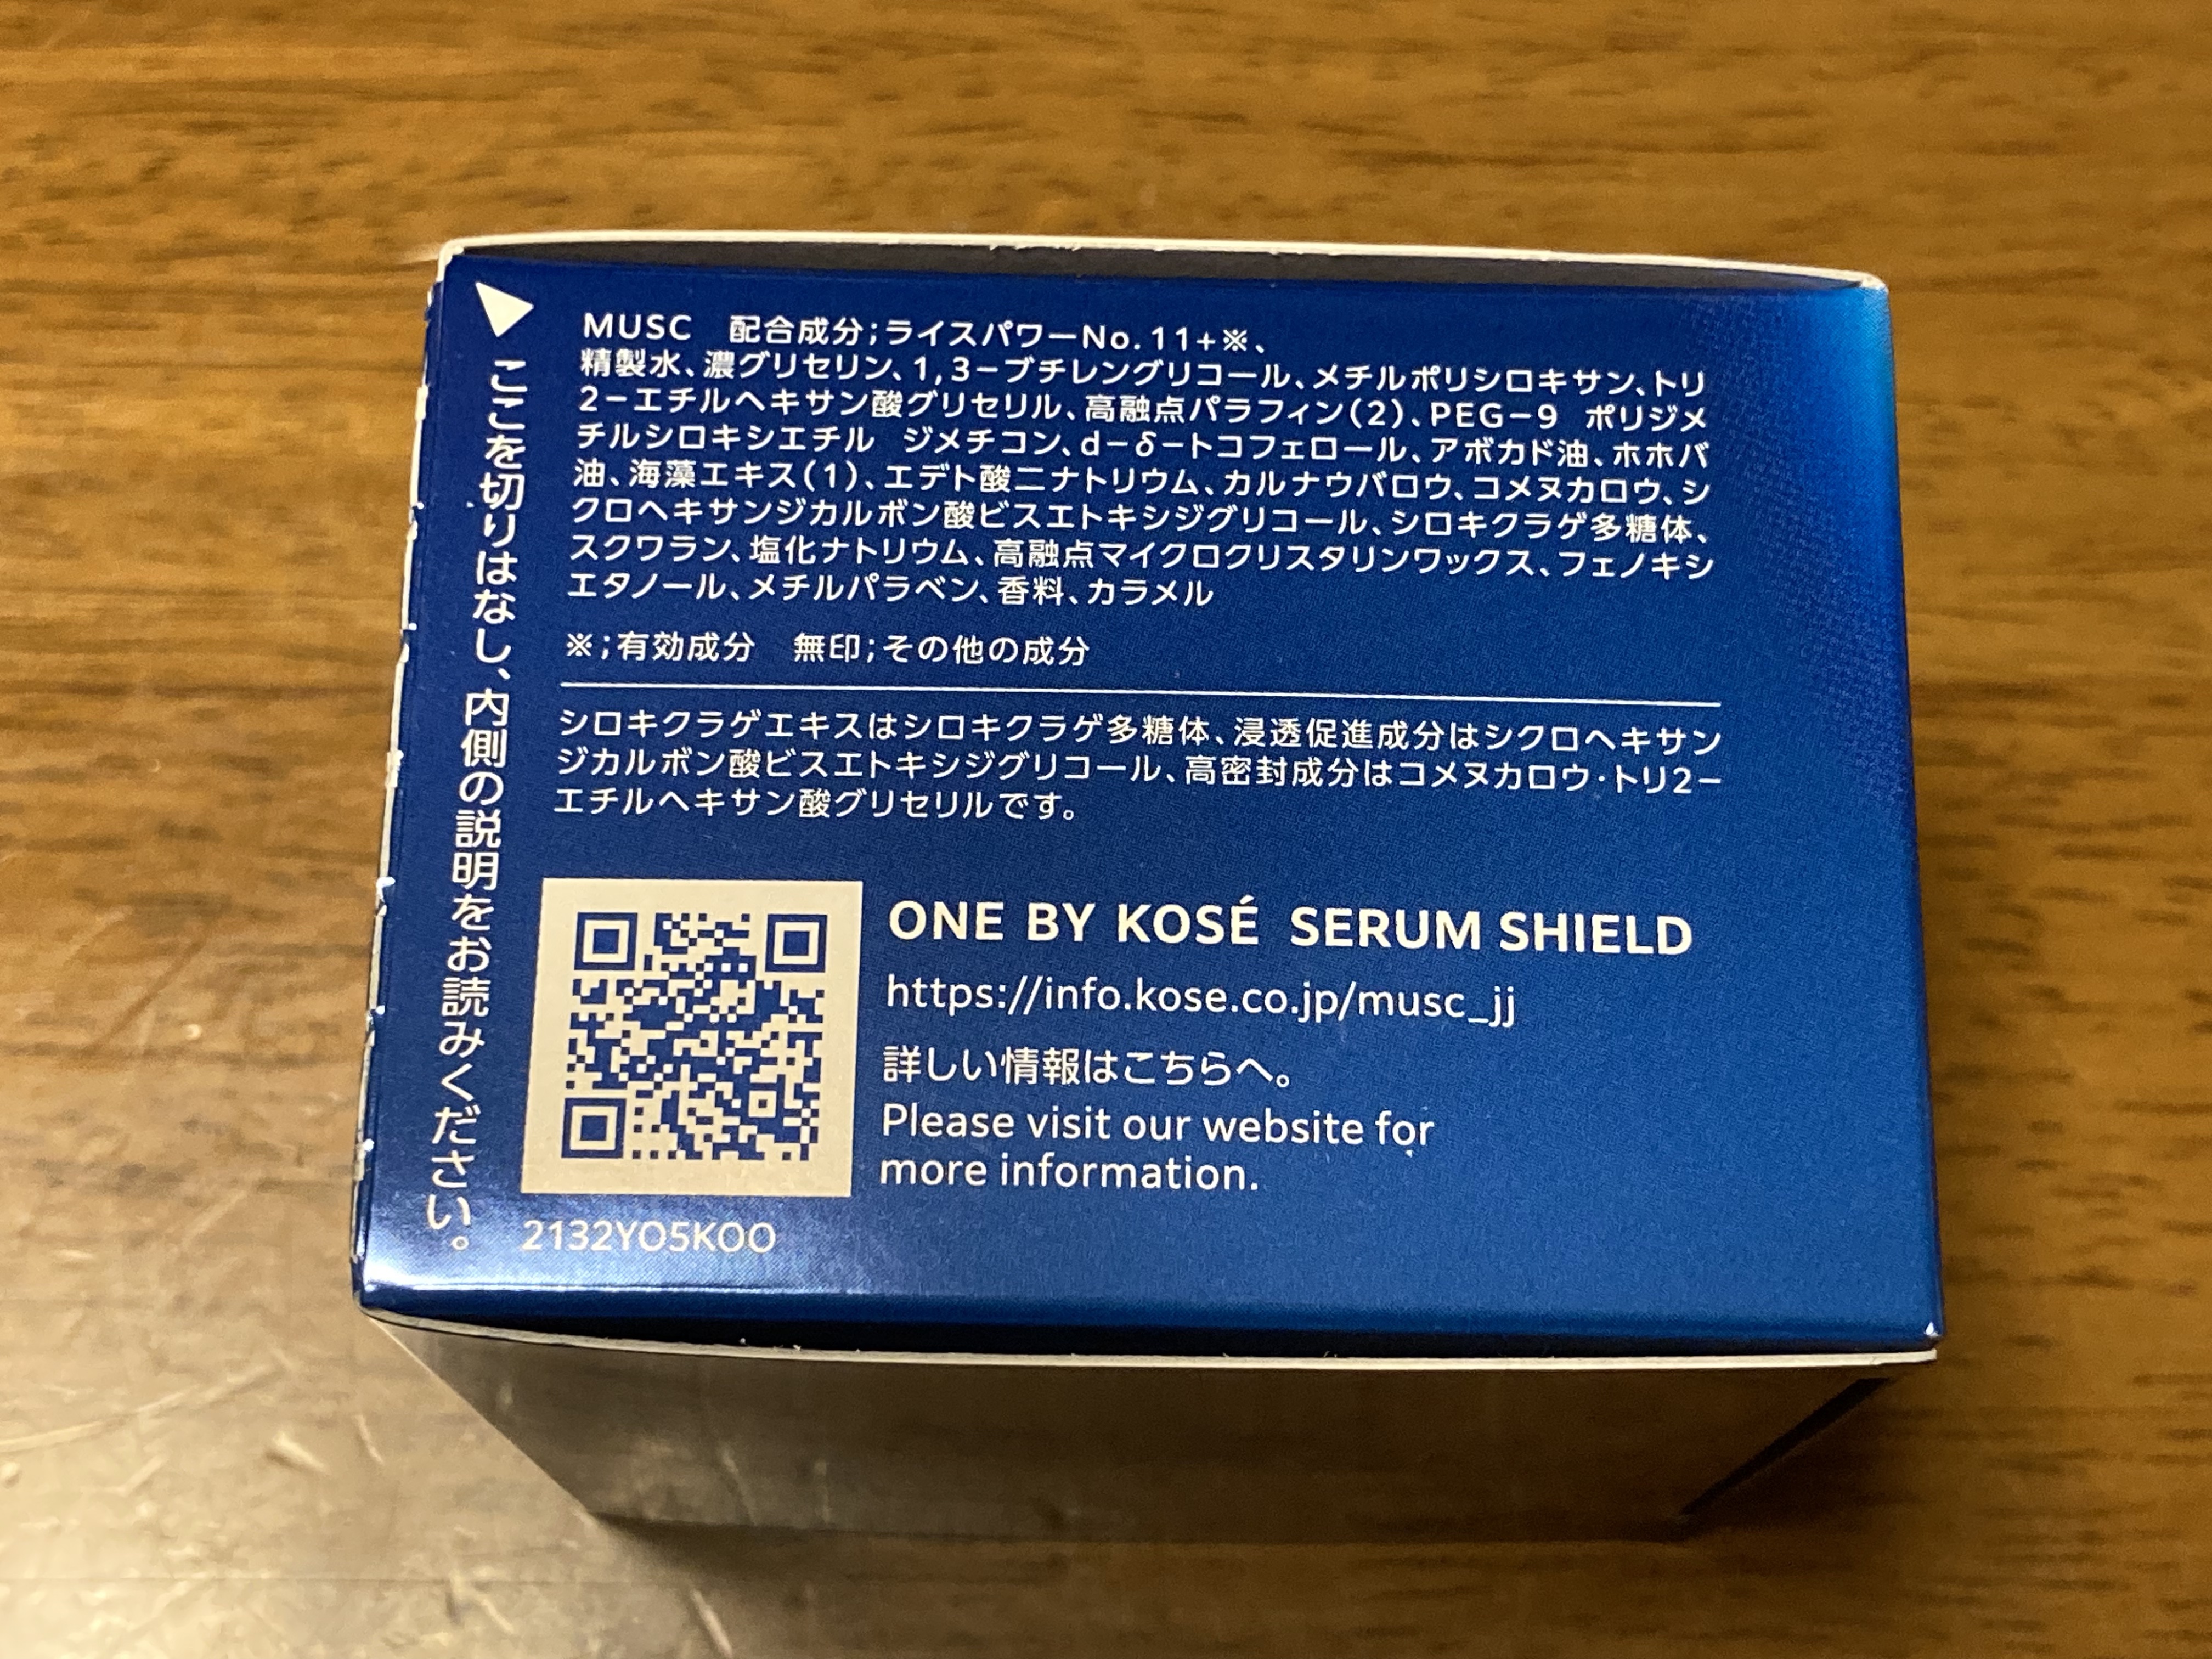 ここを切りはなし、内側の説明をお読みください。
MUSC 配合成分;ライスパワーNo.11+※、
精製水、濃グリセリン、1,3−ブチレングリコール、メチルポリシロキサン、トリ
2−エチルヘキサン酸グリセリル、高融点パラフィン(2)、PEG−9 ポリジメ
チルシロキシエチル ジメチコン、d−δ−トコフェロール、アボカド油、ホホバ
油、海藻エキス(1)、エデト酸二ナトリウム、カルナウバロウ、コメヌカロウ、シ
クロヘキサンジカルボン酸ビスエトキシジグリコール、シロキクラゲ多糖体、
スクワラン、塩化ナトリウム、高融点マイクロクリスタリンワックス、フェノキシ
エタノール、メチルパラベン、香料、カラメル
※;有効成分 無印;その他の成分
シロキクラゲエキスはシロキクラゲ多糖体、浸透促進成分はシクロヘキサン
ジカルボン酸ビスエトキシジグリコール、高密封成分はコメヌカロウ・トリ2−
エチルヘキサン酸グリセリルです。
ONE BY KOSÉ SERUM SHIELD
https://info.kose.co.jp/musc_jj
詳しい情報はこちらへ。
Please visit our website for
more information.
2132YO5KOO